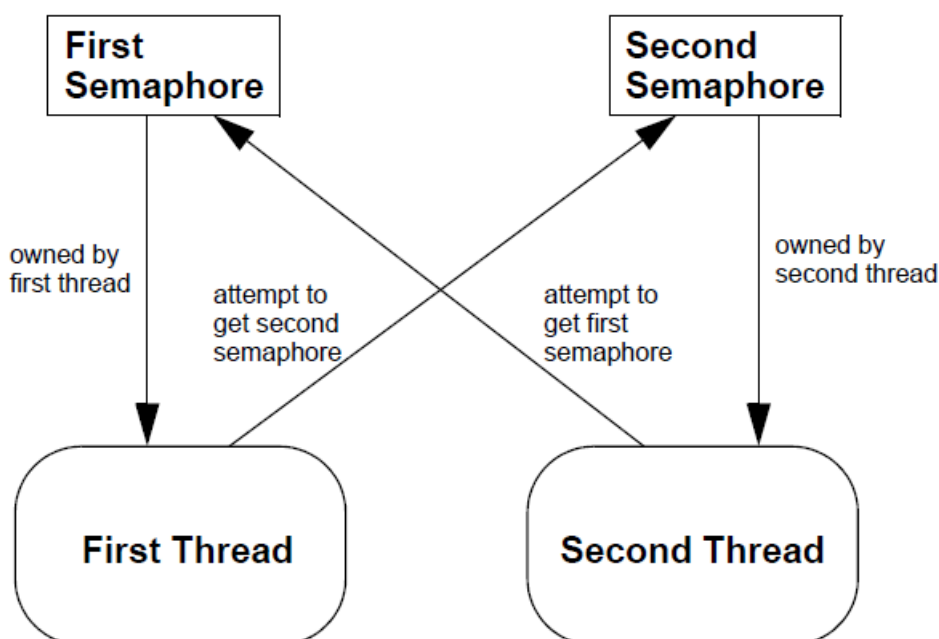 First
Semaphore
Second
Semaphore
owned by
first thread
owned by
second thread
attempt to
get second
semaphore
attempt to
get first
semaphore
First Thread
Second Thread